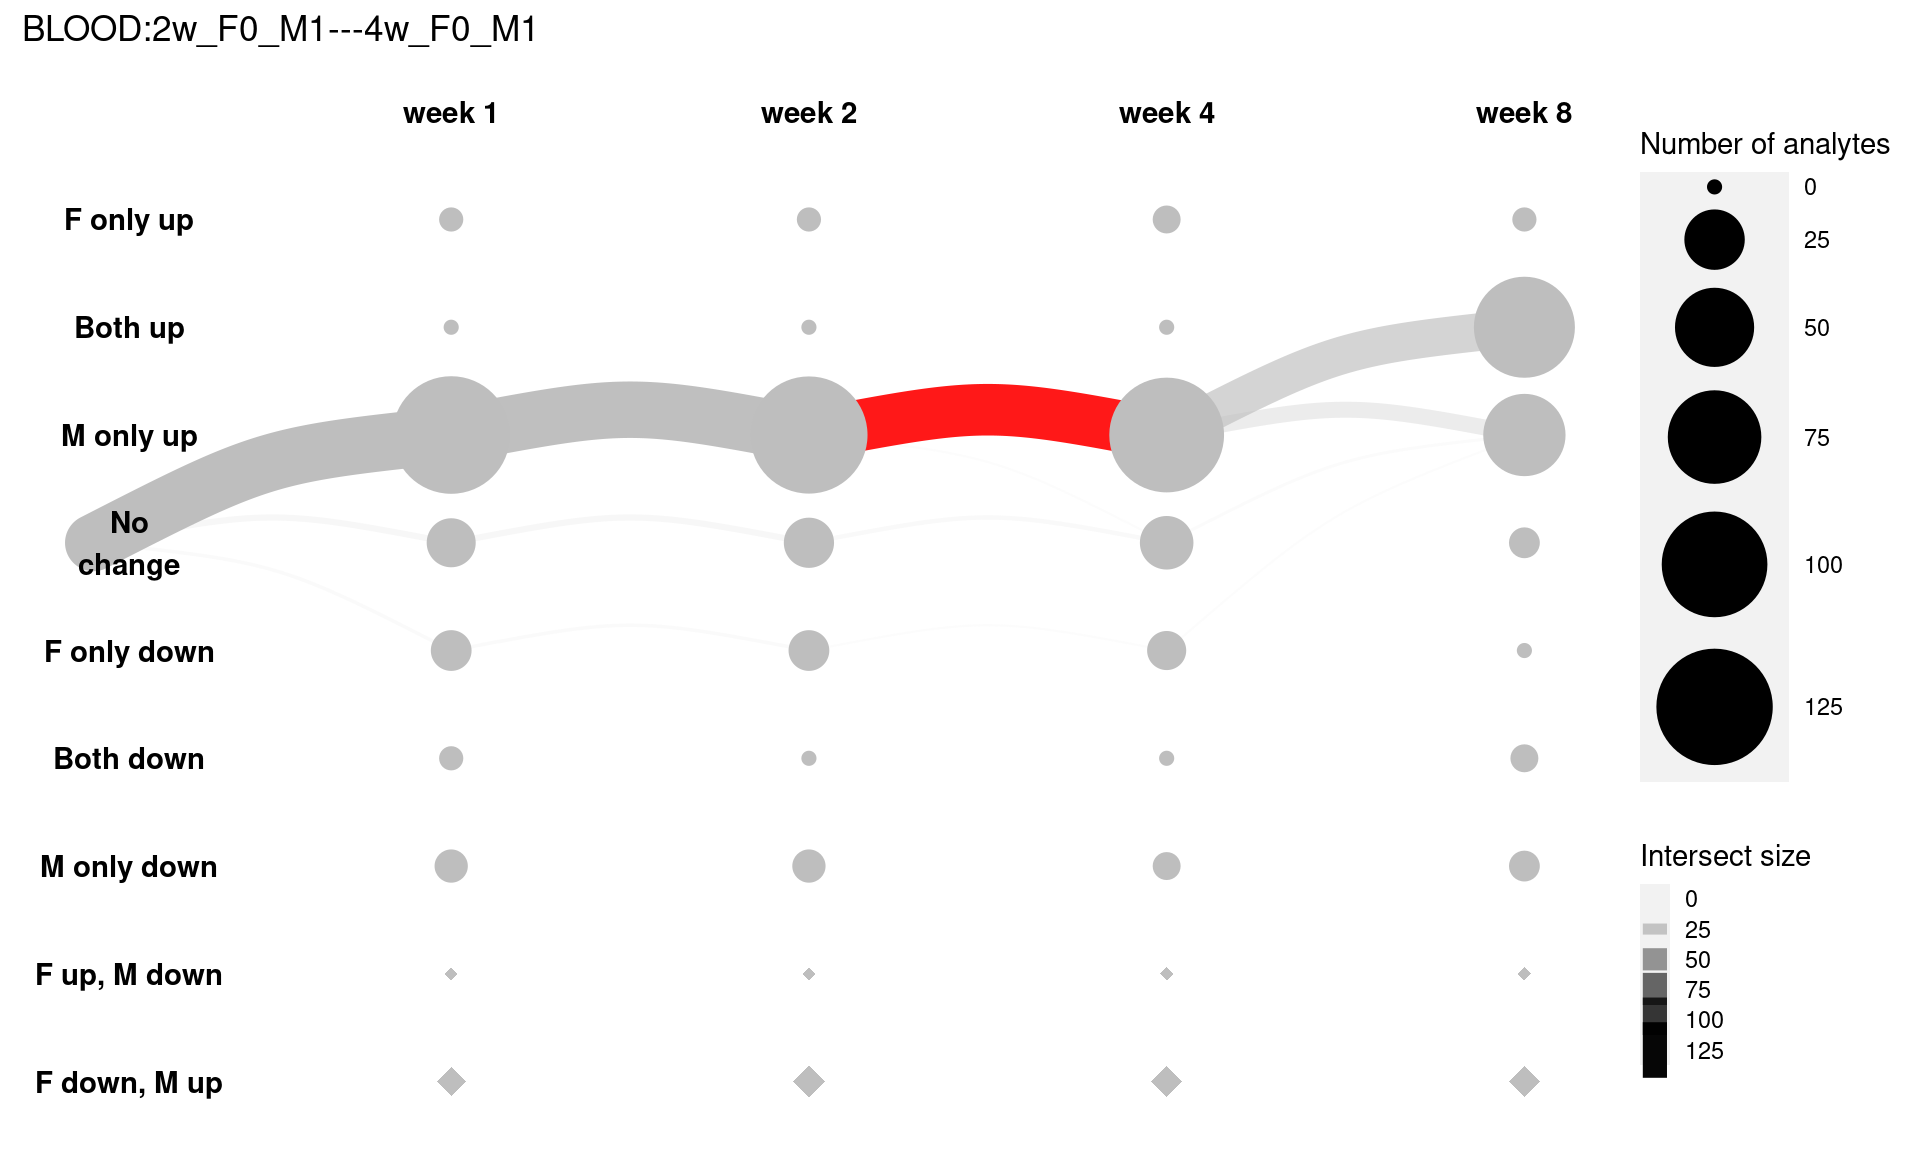 BLOOD:2w_F0_M1---4w_F0_M1
week 1
week 2
week 4
week 8
F only up
Both up
M only up
No
change
F only down
Both down
M only down
F up, M down
F down, M up
Number of analytes
0
25
50
75
100
125
Intersect size
0
25
50
75
100
125